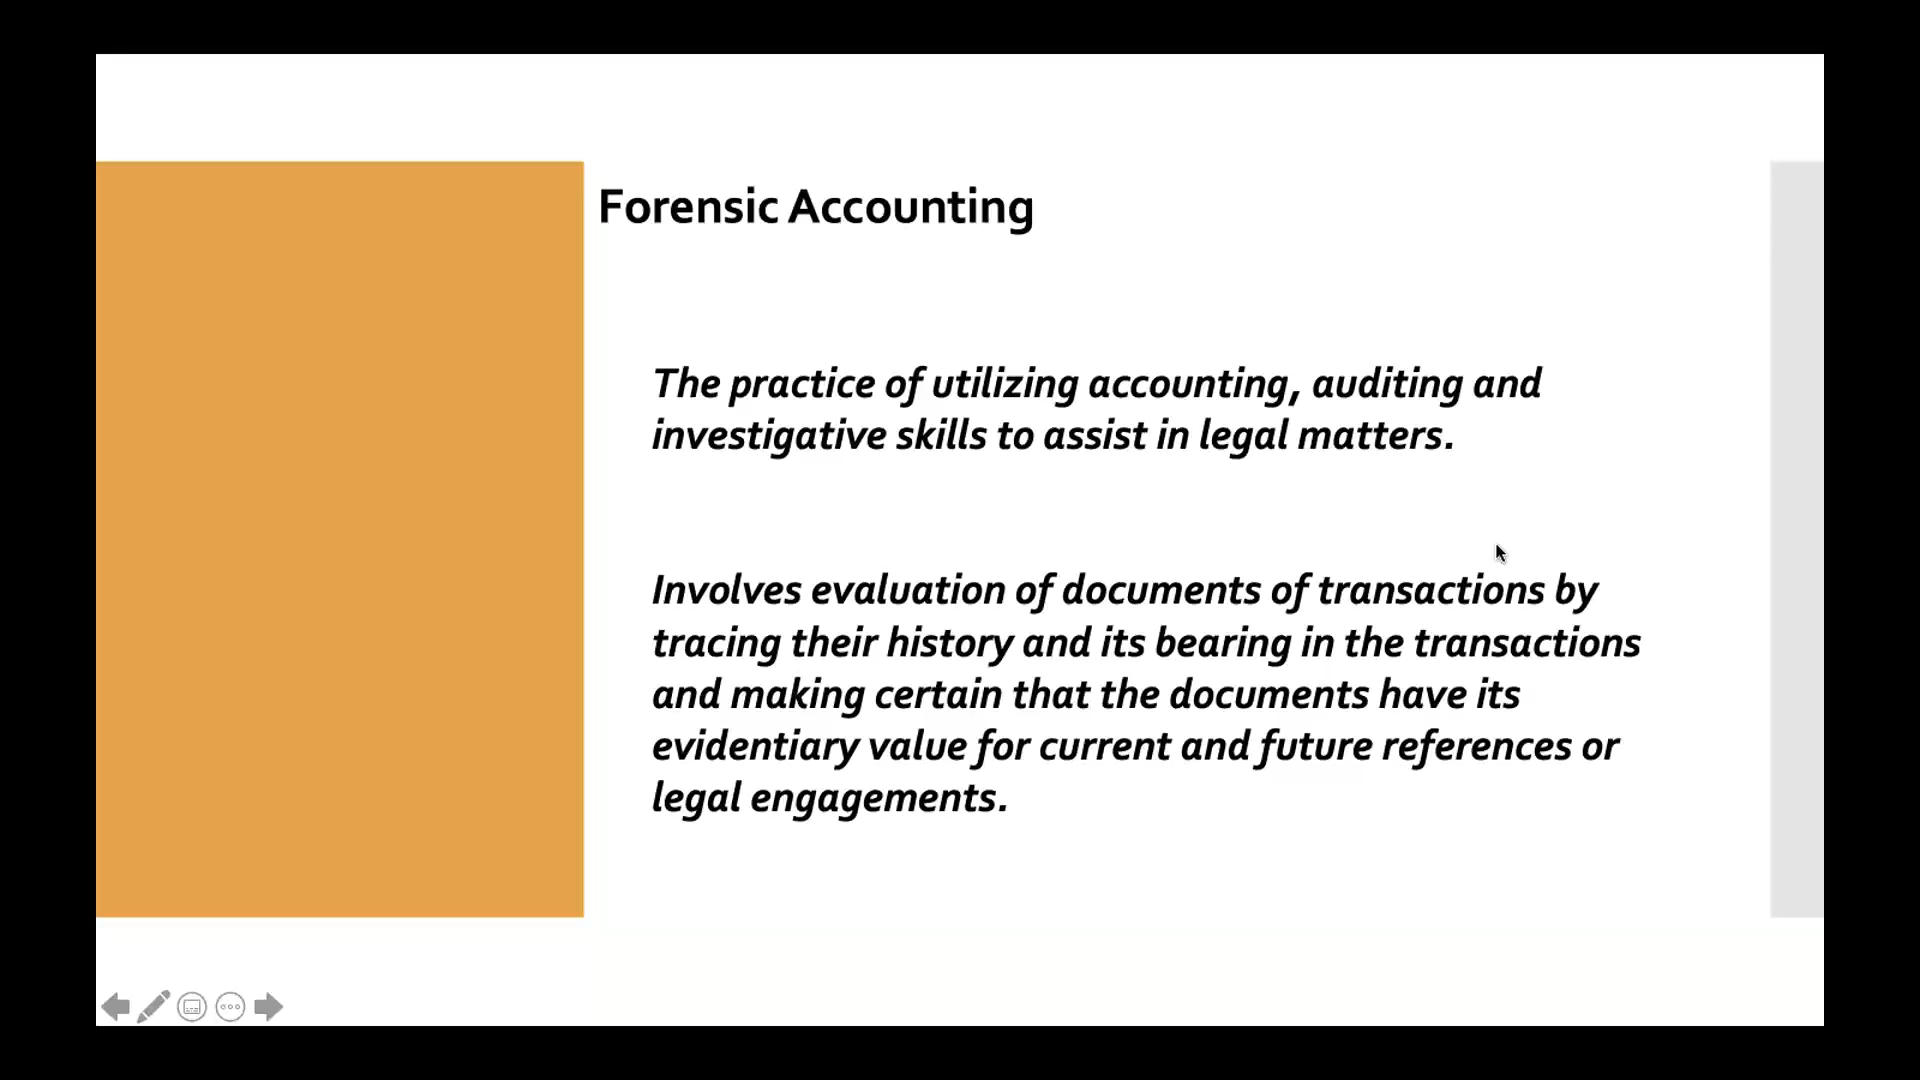 Forensic Accounting
The practice of utilizing accounting, auditing and
investigative skills to assist in legal matters.
Involves evaluation of documents of transactions by
tracing their history and its bearing in the transactions
and making certain that the documents have its
evidentiary value for current and future references or
legal engagements.